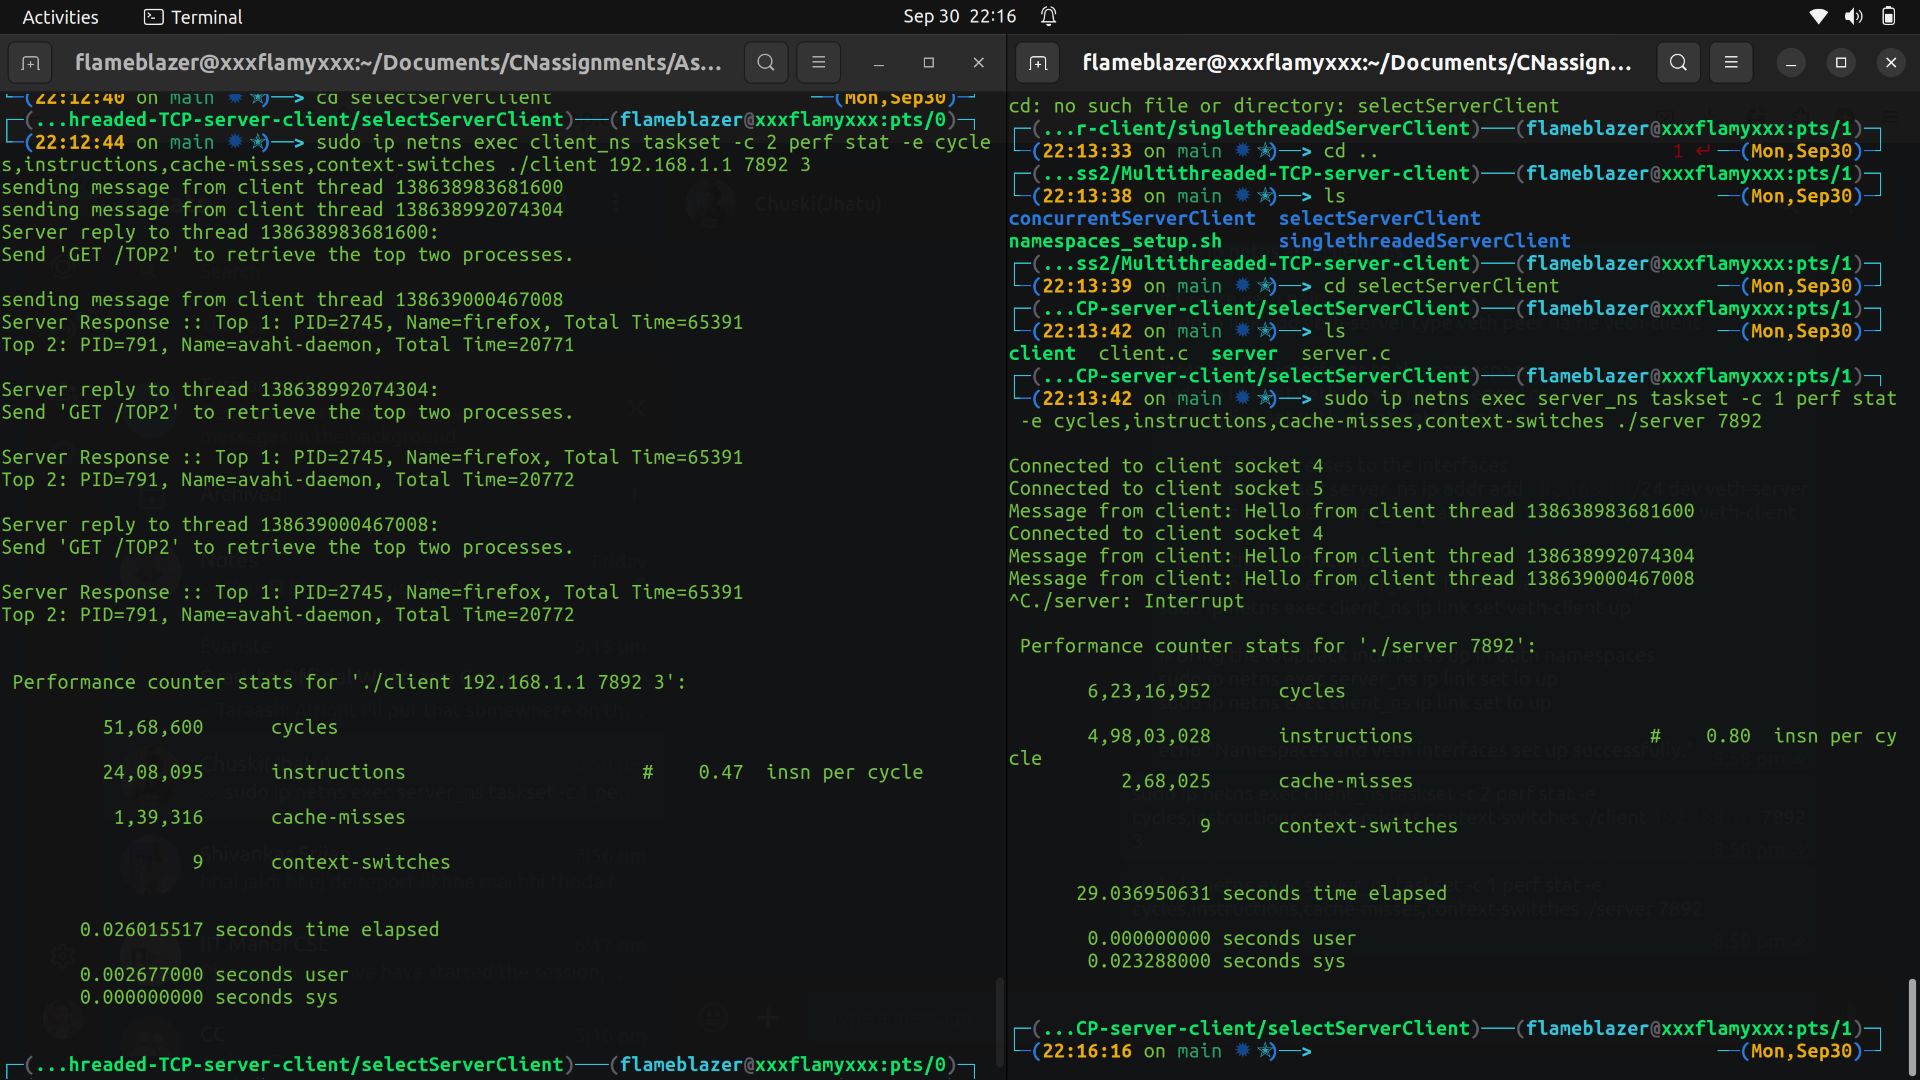 Activities
Terminal
Sep 30 22:16
flameblazer@xxxflamyxxx:~/Documents/CNassignments/As...
(22:12:40 on main ✹ ✭)──> cd selectServerClient ──(Mon,Sep30)─┘
┌─(...hreaded-TCP-server-client/selectServerClient)───(flameblazer@xxxflamyxxx:pts/0)─┐
└─(22:12:44 on main ✹ ✭)──> sudo ip netns exec client_ns taskset -c 2 perf stat -e cycle
s,instructions,cache-misses,context-switches ./client 192.168.1.1 7892 3
sending message from client thread 138638983681600
sending message from client thread 138638992074304
Server reply to thread 138638983681600:
Send 'GET /TOP2' to retrieve the top two processes.
sending message from client thread 138639000467008
Server Response :: Top 1: PID=2745, Name=firefox, Total Time=65391
Top 2: PID=791, Name=avahi-daemon, Total Time=20771
Server reply to thread 138638992074304:
Send 'GET /TOP2' to retrieve the top two processes.
Server Response :: Top 1: PID=2745, Name=firefox, Total Time=65391
Top 2: PID=791, Name=avahi-daemon, Total Time=20772
Server reply to thread 138639000467008:
Send 'GET /TOP2' to retrieve the top two processes.
Server Response :: Top 1: PID=2745, Name=firefox, Total Time=65391
Top 2: PID=791, Name=avahi-daemon, Total Time=20772
Performance counter stats for './client 192.168.1.1 7892 3':
51,68,600 cycles
24,08,095 instructions # 0.47 insn per cycle
1,39,316 cache-misses
9 context-switches
0.026015517 seconds time elapsed
0.002677000 seconds user
0.000000000 seconds sys
┌─(...hreaded-TCP-server-client/selectServerClient)───(flameblazer@xxxflamyxxx:pts/0)─┐
flameblazer@xxxflamyxxx:~/Documents/CNassign...
cd: no such file or directory: selectServerClient
┌─(...r-client/singlethreadedServerClient)───(flameblazer@xxxflamyxxx:pts/1)─┐
└─(22:13:33 on main ✹ ✭)──> cd .. 1 ↵ ──(Mon,Sep30)─┘
┌─(...ss2/Multithreaded-TCP-server-client)───(flameblazer@xxxflamyxxx:pts/1)─┐
└─(22:13:38 on main ✹ ✭)──> ls ──(Mon,Sep30)─┘
concurrentServerClient selectServerClient
namespaces_setup.sh singlethreadedServerClient
┌─(...ss2/Multithreaded-TCP-server-client)───(flameblazer@xxxflamyxxx:pts/1)─┐
└─(22:13:39 on main ✹ ✭)──> cd selectServerClient ──(Mon,Sep30)─┘
┌─(...CP-server-client/selectServerClient)───(flameblazer@xxxflamyxxx:pts/1)─┐
└─(22:13:42 on main ✹ ✭)──> ls ──(Mon,Sep30)─┘
client client.c server server.c
┌─(...CP-server-client/selectServerClient)───(flameblazer@xxxflamyxxx:pts/1)─┐
└─(22:13:42 on main ✹ ✭)──> sudo ip netns exec server_ns taskset -c 1 perf stat
-e cycles,instructions,cache-misses,context-switches ./server 7892
Connected to client socket 4
Connected to client socket 5
Message from client: Hello from client thread 138638983681600
Connected to client socket 4
Message from client: Hello from client thread 138638992074304
Message from client: Hello from client thread 138639000467008
^C./server: Interrupt
Performance counter stats for './server 7892':
6,23,16,952 cycles
4,98,03,028 instructions # 0.80 insn per cy
cle
2,68,025 cache-misses
9 context-switches
29.036950631 seconds time elapsed
0.000000000 seconds user
0.023288000 seconds sys
┌─(...CP-server-client/selectServerClient)───(flameblazer@xxxflamyxxx:pts/1)─┐
└─(22:16:16 on main ✹ ✭)──> ──(Mon,Sep30)─┘